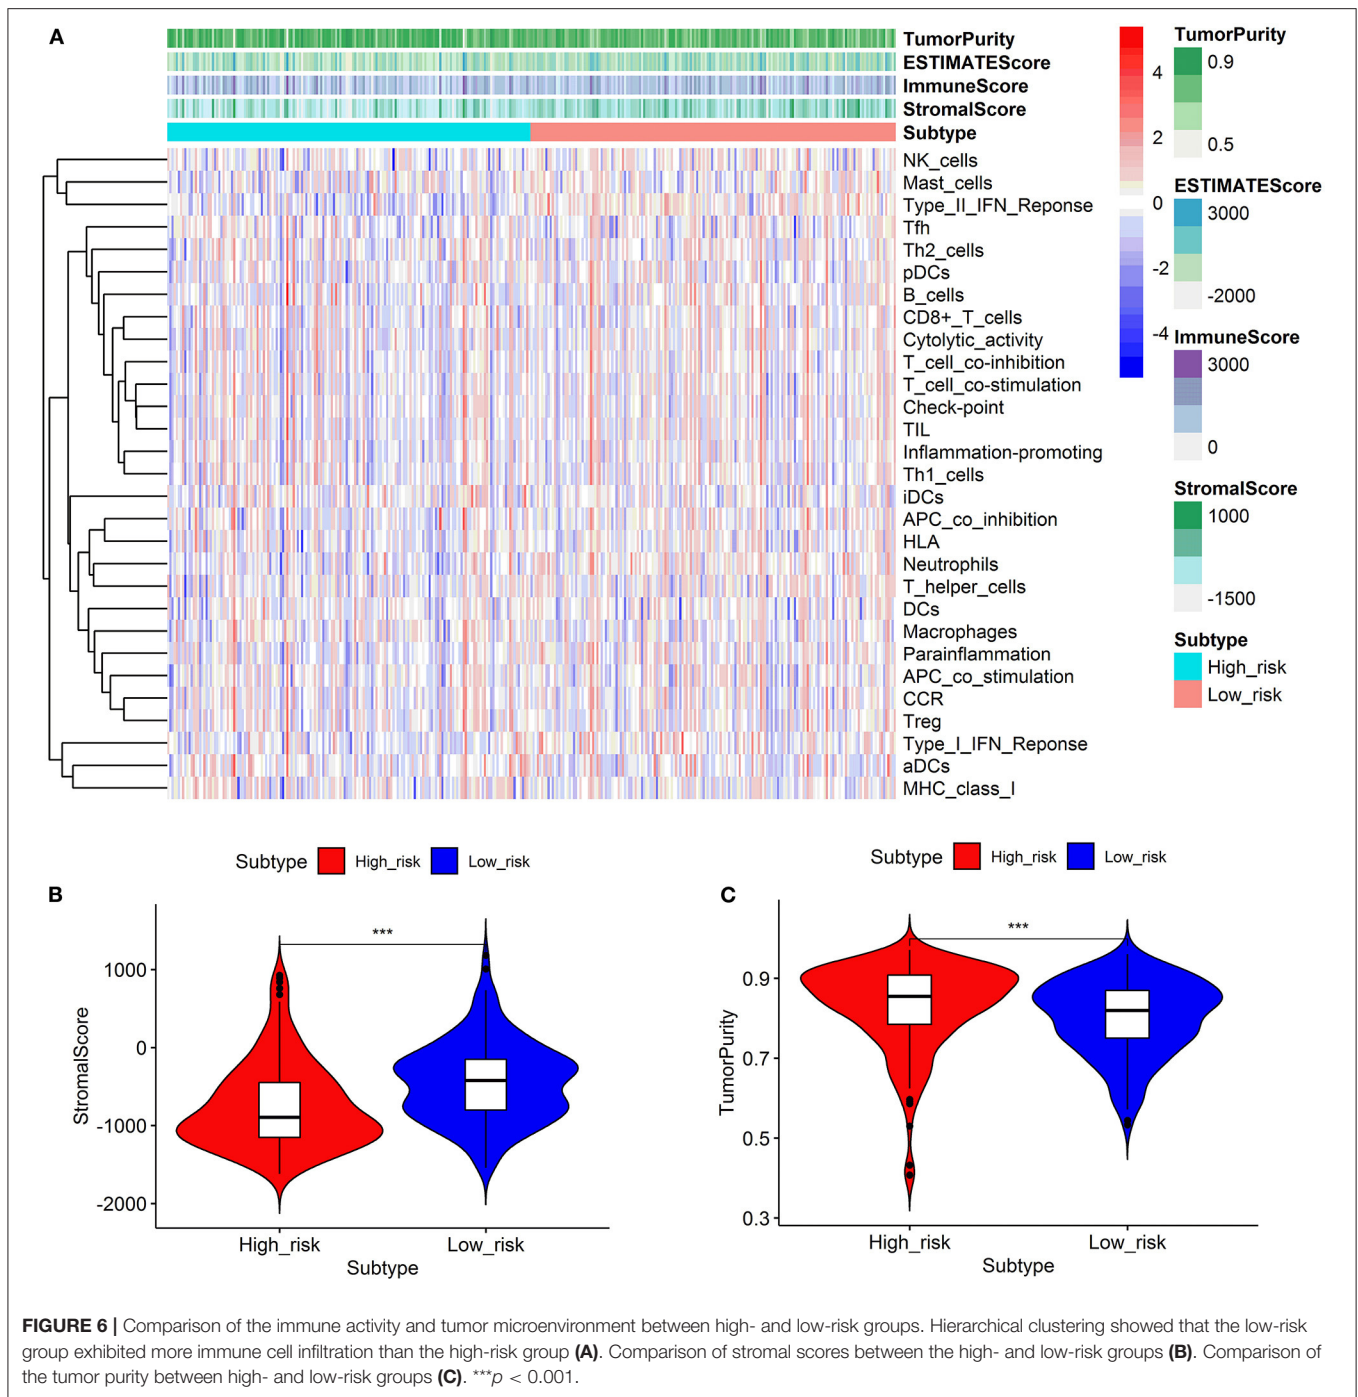 A
TumorPurity
ESTIMATEScore
ImmuneScore
StromalScore
Subtype
NK_cells
Mast_cells
Type_II_IFN_Reponse
Tfh
Th2_cells
pDCs
B_cells
CD8+_T_cells
Cytolytic_activity
T_cell_co-inhibition
T_cell_co-stimulation
Check-point
TIL
Inflammation-promoting
Th1_cells
iDCs
APC_co_inhibition
HLA
Neutrophils
T_helper_cells
DCs
Macrophages
Parainflammation
APC_co_stimulation
CCR
Treg
Type_I_IFN_Reponse
aDCs
MHC_class_I
4
2
0
-2
-4
TumorPurity
0.9
0.5
ESTIMATEScore
3000
-2000
ImmuneScore
3000
0
StromalScore
1000
-1500
Subtype
High_risk
Low_risk
Subtype High_risk Low_risk
B
***
StromalScore
1000
0
-1000
-2000
High_risk Low_risk
Subtype
Subtype High_risk Low_risk
C
***
TumorPurity
0.9
0.7
0.5
0.3
High_risk Low_risk
Subtype
FIGURE 6 | Comparison of the immune activity and tumor microenvironment between high- and low-risk groups. Hierarchical clustering showed that the low-risk
group exhibited more immune cell infiltration than the high-risk group (A). Comparison of stromal scores between the high- and low-risk groups (B). Comparison of
the tumor purity between high- and low-risk groups (C). ***p < 0.001.